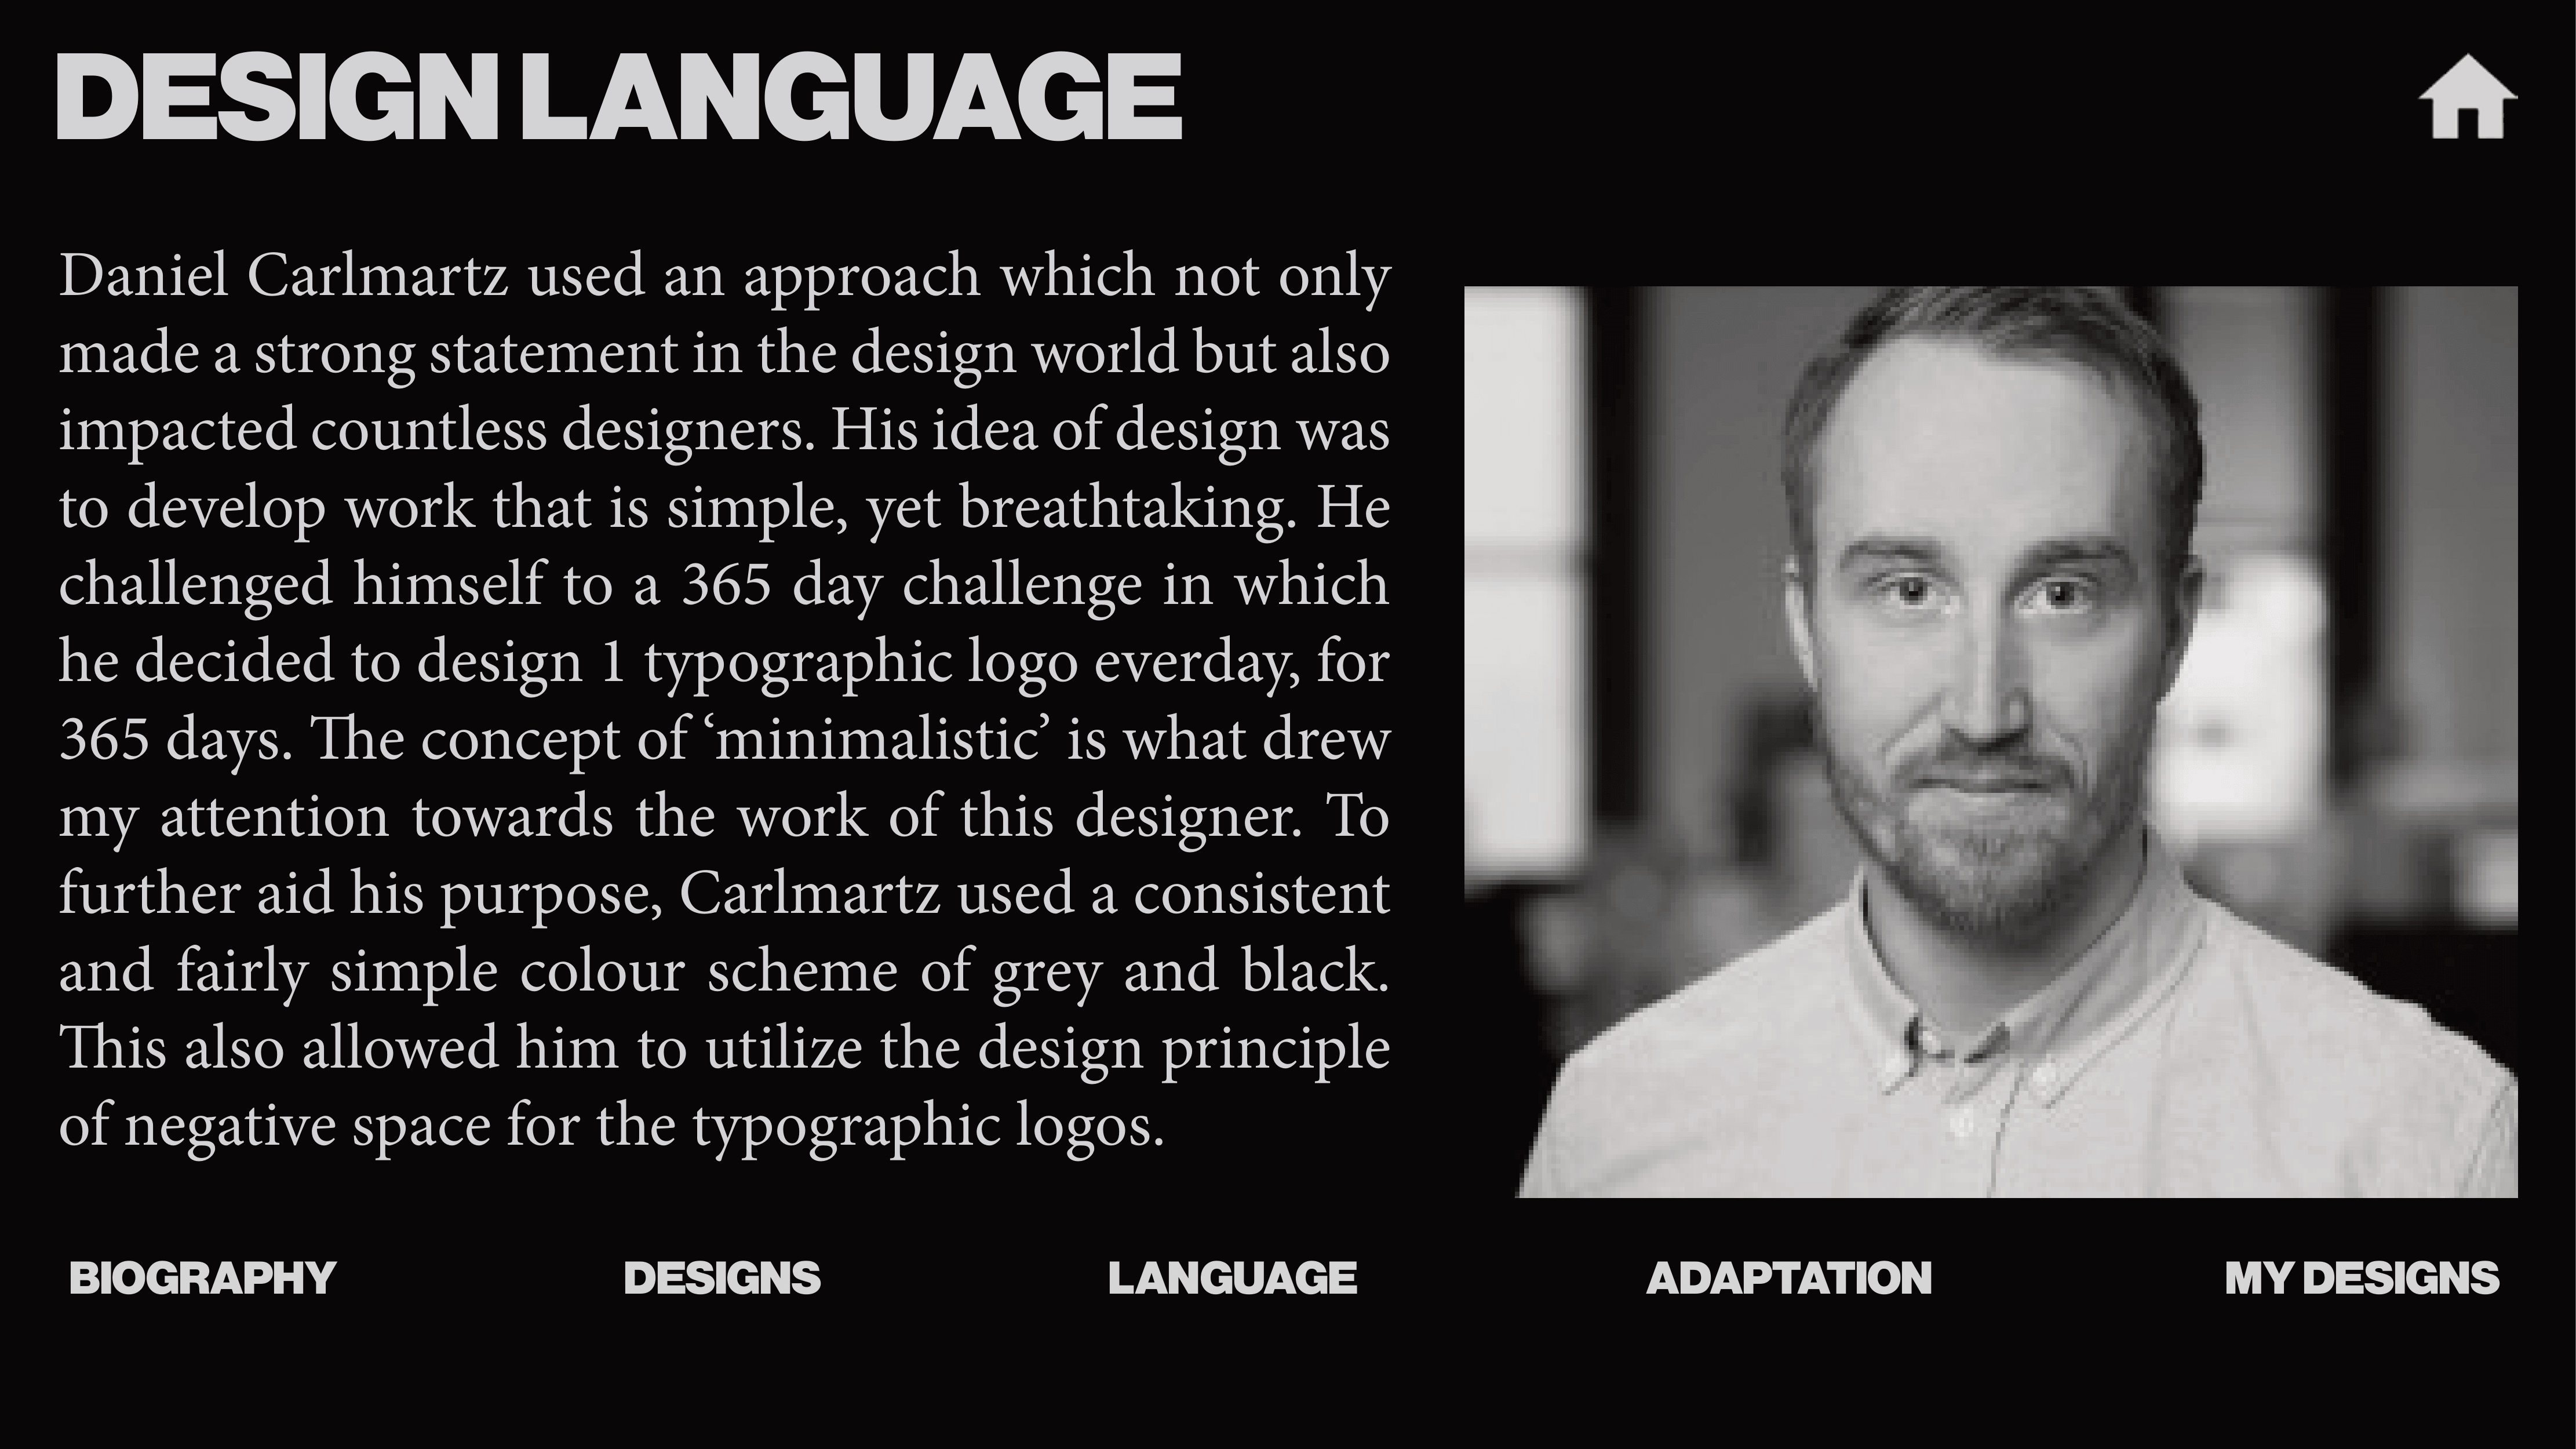 DESIGN LANGUAGE
Daniel Carlmartz used an approach which not only
made a strong statement in the design world but also
impacted countless designers. His idea of design was
to develop work that is simple, yet breathtaking. He
challenged himself to a 365 day challenge in which
he decided to design 1 typographic logo everday, for
365 days. The concept of ‘minimalistic’ is what drew
my attention towards the work of this designer. To
further aid his purpose, Carlmartz used a consistent
and fairly simple colour scheme of grey and black.
This also allowed him to utilize the design principle
of negative space for the typographic logos.
BIOGRAPHY DESIGNS LANGUAGE ADAPTATION MY DESIGNS